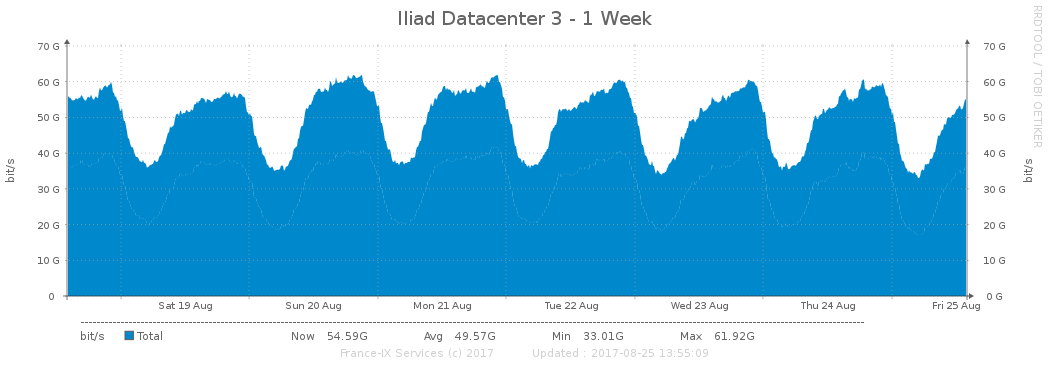 Iliad Datacenter 3 - 1 Week
RRDTOOL / TOBI OETIKER
bit/s
70 G 70 G
60 G 60 G
50 G 50 G
40 G 40 G
30 G 30 G
20 G 20 G
10 G 10 G
0 0 G
bit/s
Sat 19 Aug Sun 20 Aug Mon 21 Aug Tue 22 Aug Wed 23 Aug Thu 24 Aug Fri 25 Aug
bit/s Total Now 54.59G Avg 49.57G Min 33.01G Max 61.92G
France-IX Services (c) 2017 Updated : 2017-08-25 13:55:09